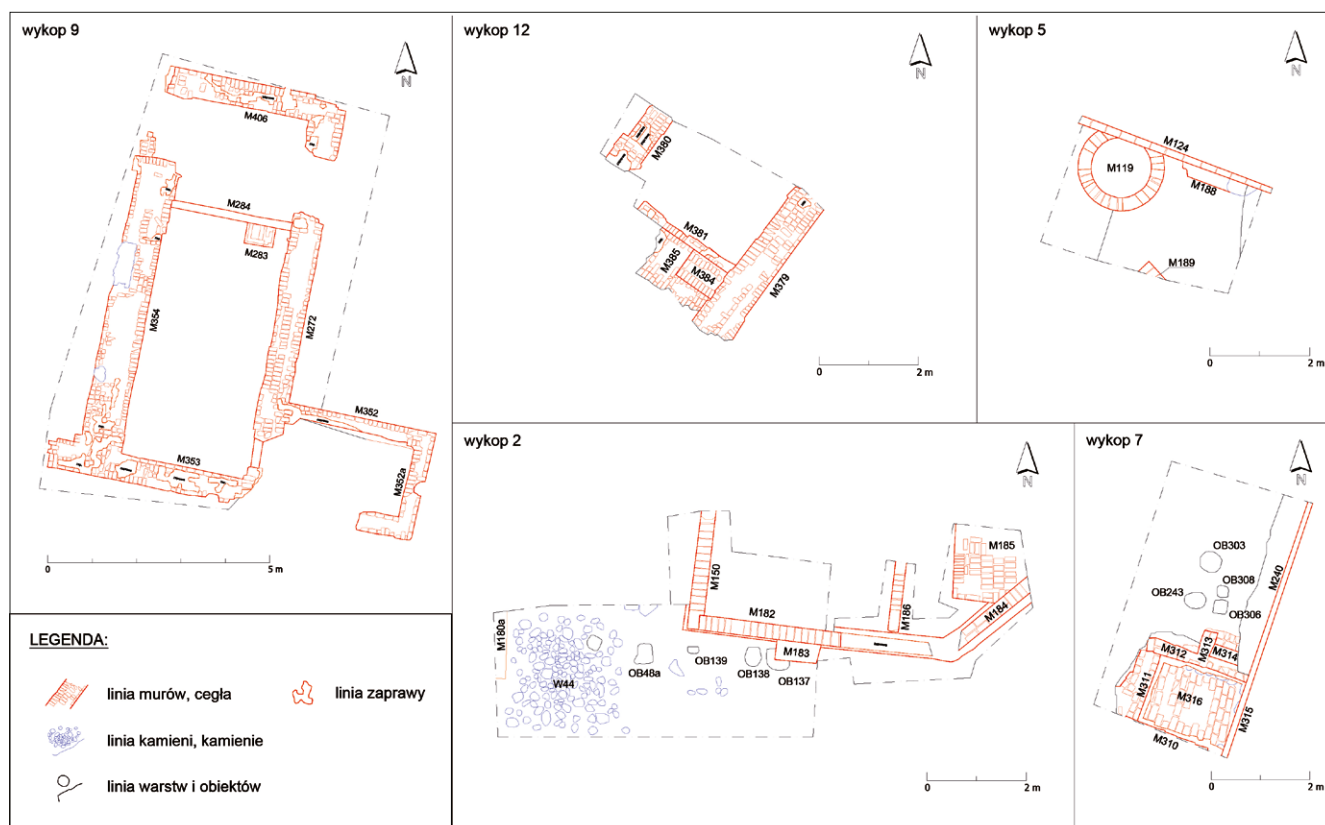 wykop 9
N
M406
M284
M283
M354
M272
M352
M353
M352a
0
5 m
wykop 12
N
M380
M381
M385
M384
M379
0
2 m
wykop 5
N
M124
M119
M188
M189
0
2 m
LEGENDA:
linia murów, cegła
linia zaprawy
linia kamieni, kamienie
linia warstw i obiektów
wykop 2
N
M150
M185
M182
M186
M184
M180a
M183
OB139
OB48a
OB138
OB137
W44
0
2 m
wykop 7
N
OB303
OB308
M240
OB243
OB306
M313
M312
M314
M311
M316
M315
M310
0
2 m